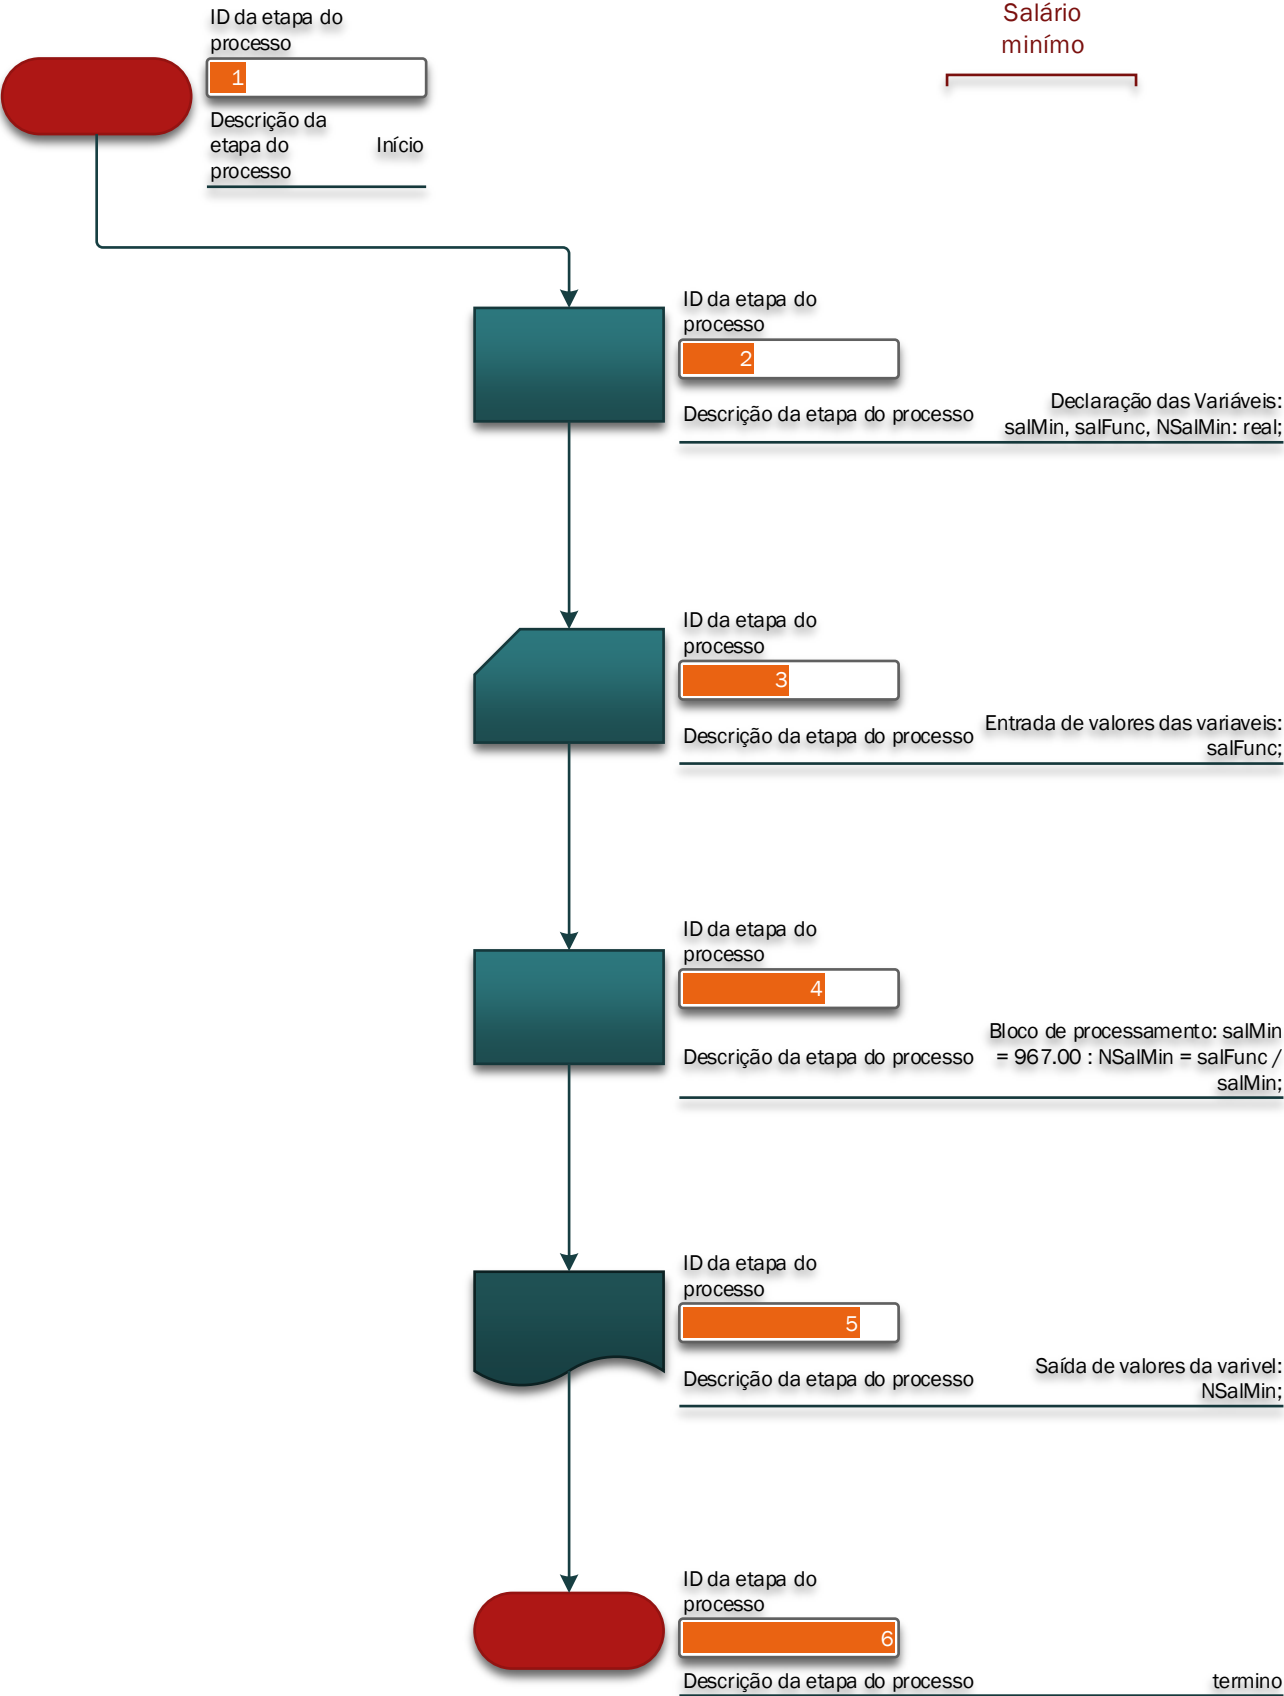 Salário
minímo
ID da etapa do
processo
1
Descrição da
etapa do
processo
Início
ID da etapa do
processo
2
Descrição da etapa do processo
Declaração das Variáveis:
salMin, salFunc, NSalMin: real;
ID da etapa do
processo
3
Descrição da etapa do processo
Entrada de valores das variaveis:
salFunc;
ID da etapa do
processo
4
Descrição da etapa do processo
Bloco de processamento: salMin
= 967.00 : NSalMin = salFunc /
salMin;
ID da etapa do
processo
5
Descrição da etapa do processo
Saída de valores da varivel:
NSalMin;
ID da etapa do
processo
6
Descrição da etapa do processo
termino